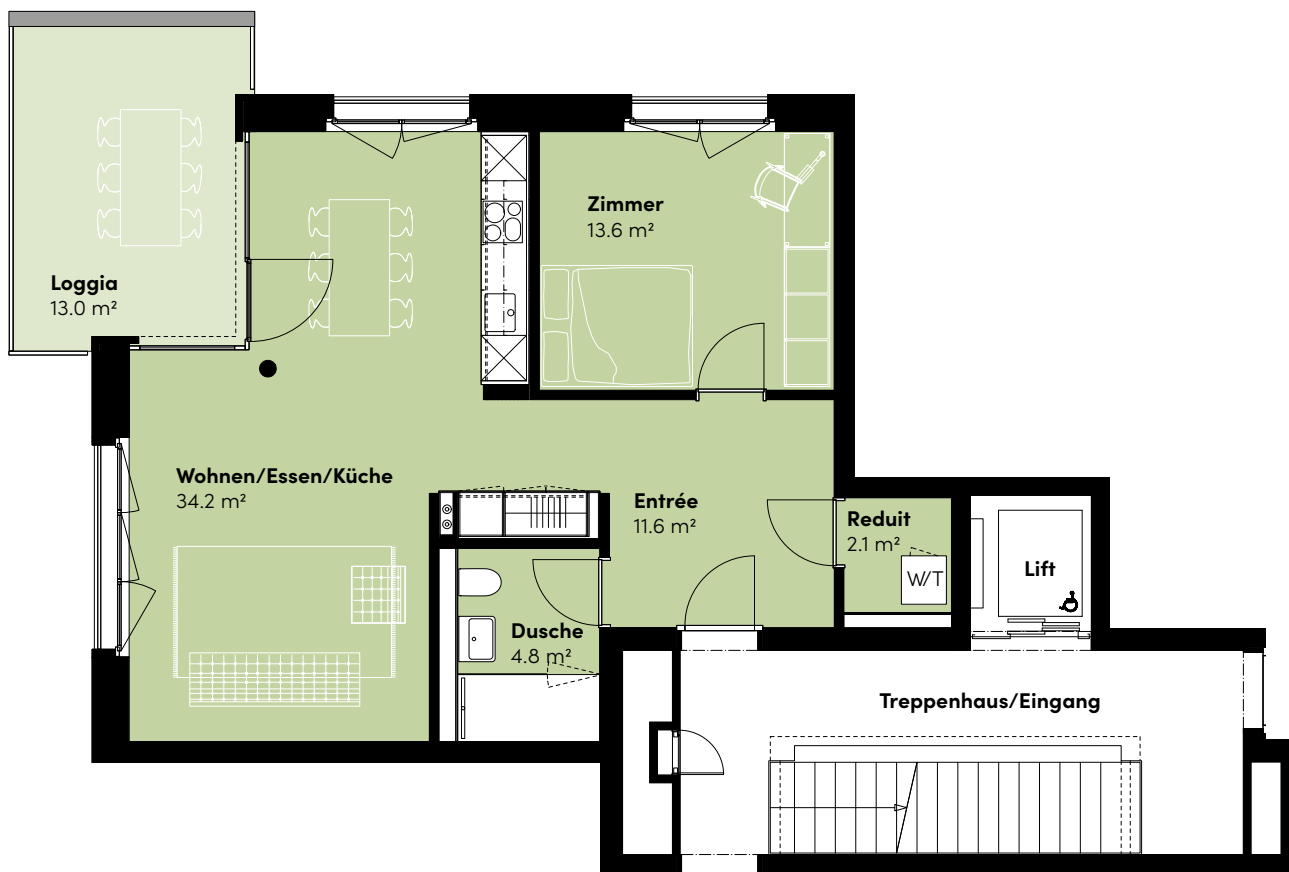 Zimmer
13.6 m²
Loggia
13.0 m²
Wohnen/Essen/Küche
34.2 m²
Entrée
11.6 m²
Reduit
2.1 m²
W/T
Lift
Dusche
4.8 m²
Treppenhaus/Eingang